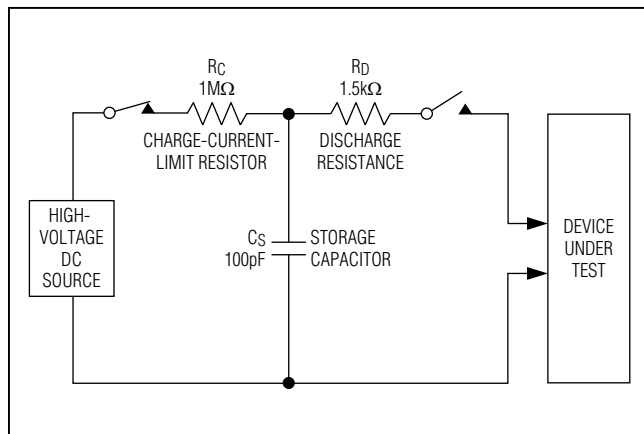 RC
1MΩ
CHARGE-CURRENT-
LIMIT RESISTOR
RD
1.5kΩ
DISCHARGE
RESISTANCE
HIGH-
VOLTAGE
DC
SOURCE
CS
100pF
STORAGE
CAPACITOR
DEVICE
UNDER
TEST